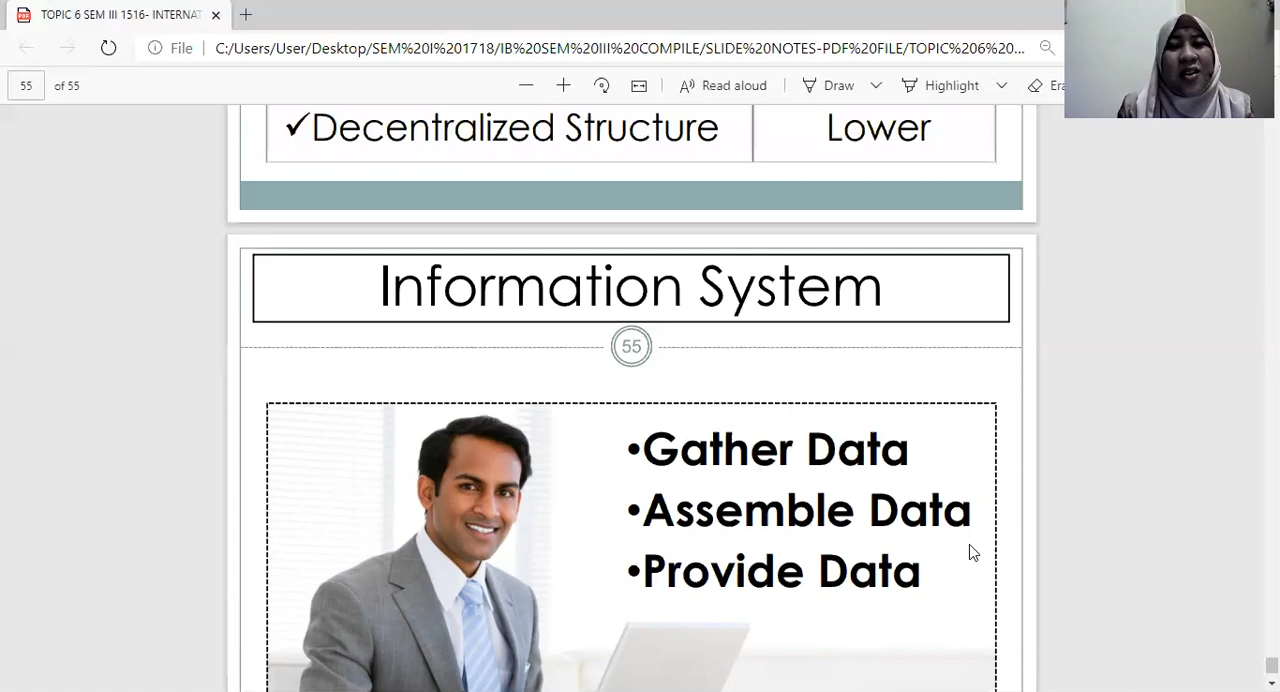 TOPIC 6 SEM III 1516- INTERNAT
File
C:/Users/User/Desktop/SEM%20I%201718/IB%20SEM%20III%20COMPILE/SLIDE%20NOTES-PDF%20FILE/TOPIC%206%20...
55 of 55
Read aloud
Draw
Highlight
Era
✓Decentralized Structure Lower
Information System
55
•Gather Data
•Assemble Data
•Provide Data